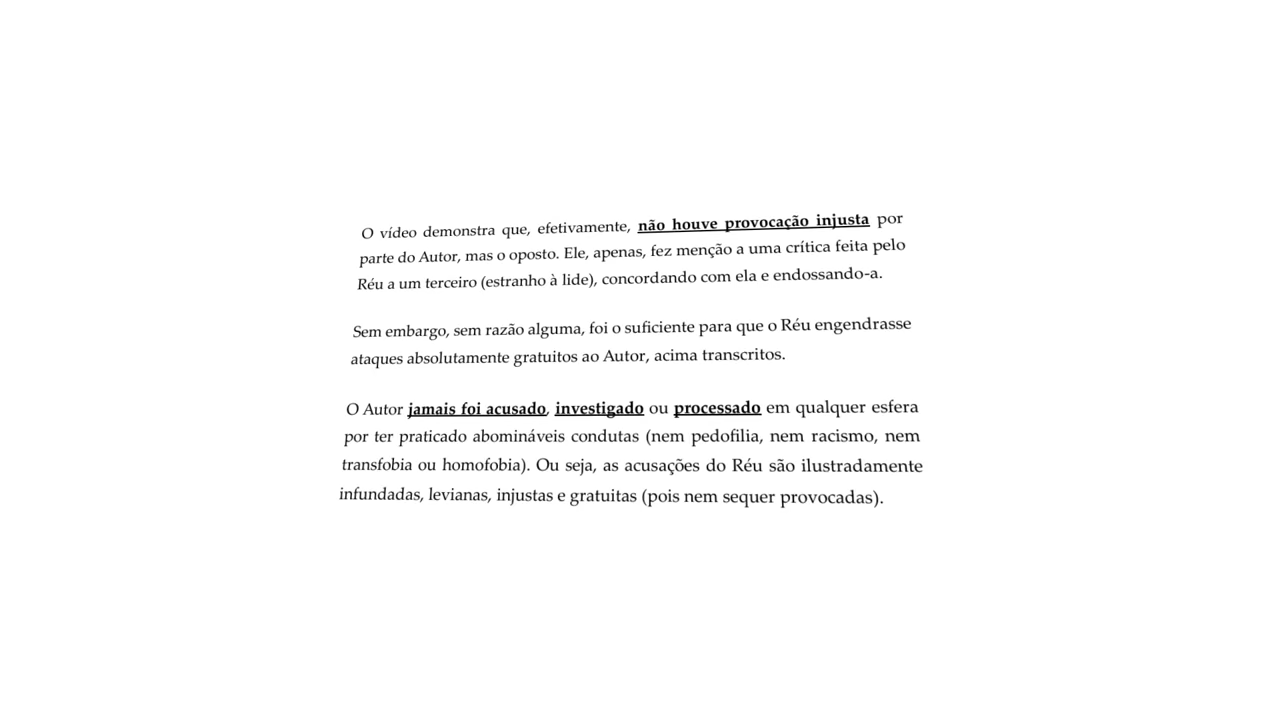 O vídeo demonstra que, efetivamente, não houve provocação injusta por
parte do Autor, mas o oposto. Ele, apenas, fez menção a uma crítica feita pelo
Réu a um terceiro (estranho à lide), concordando com ela e endossando-a.
Sem embargo, sem razão alguma, foi o suficiente para que o Réu engendrasse
ataques absolutamente gratuitos ao Autor, acima transcritos.
O Autor jamais foi acusado, investigado ou processado em qualquer esfera
por ter praticado abomináveis condutas (nem pedofilia, nem racismo, nem
transfobia ou homofobia). Ou seja, as acusações do Réu são ilustradamente
infundadas, levianas, injustas e gratuitas (pois nem sequer provocadas).